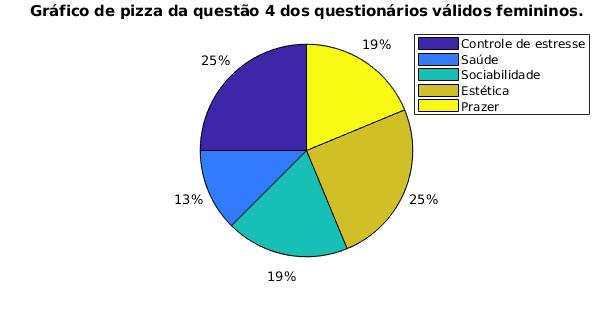 Gráfico de pizza da questão 4 dos questionários válidos femininos.
19%
25%
Controle de estresse
Saúde
Sociabilidade
Estética
Prazer
13%
25%
19%